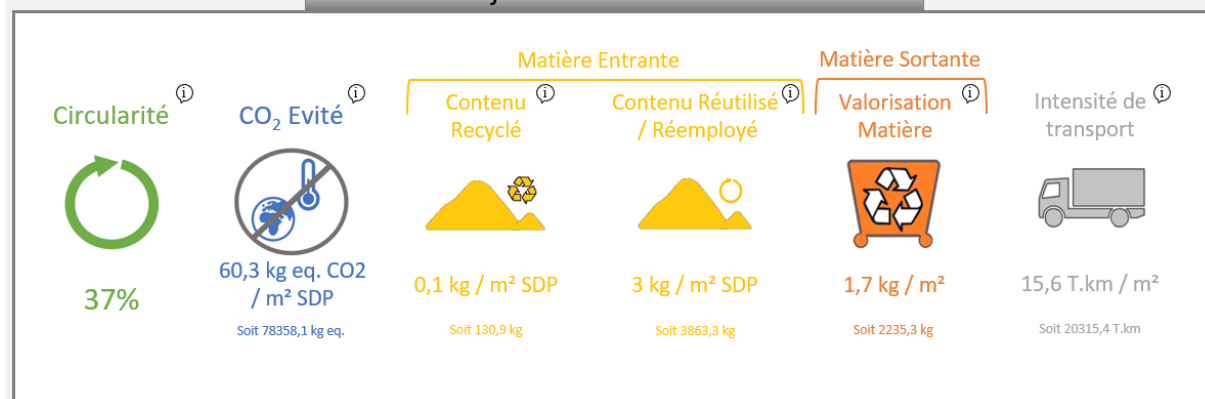 Matière Entrante
Matière Sortante
Circularité
CO₂ Evité
Contenu
Recyclé
Contenu Réutilisé
/ Réemployé
Valorisation
Matière
Intensité de
transport
37%
60,3 kg eq. CO2
/ m² SDP
Soit 78358,1 kg eq.
0,1 kg / m² SDP
Soit 130,9 kg
3 kg / m² SDP
Soit 3863,3 kg
1,7 kg / m²
Soit 2235,3 kg
15,6 T.km / m²
Soit 20315,4 T.km